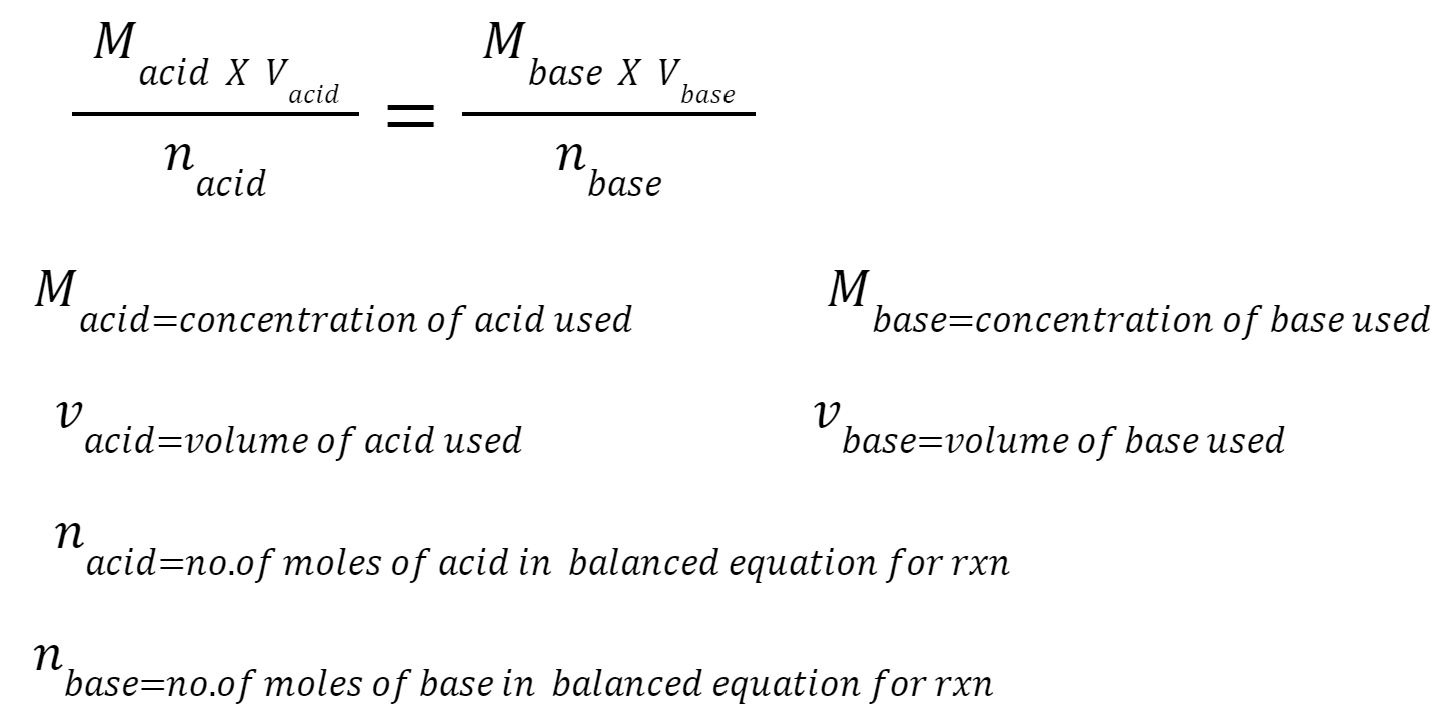 M acid X V acid = M base X V base
n acid n base
M acid=concentration of acid used M base=concentration of base used
v acid=volume of acid used v base=volume of base used
n acid=no.of moles of acid in balanced equation for rxn
n base=no.of moles of base in balanced equation for rxn